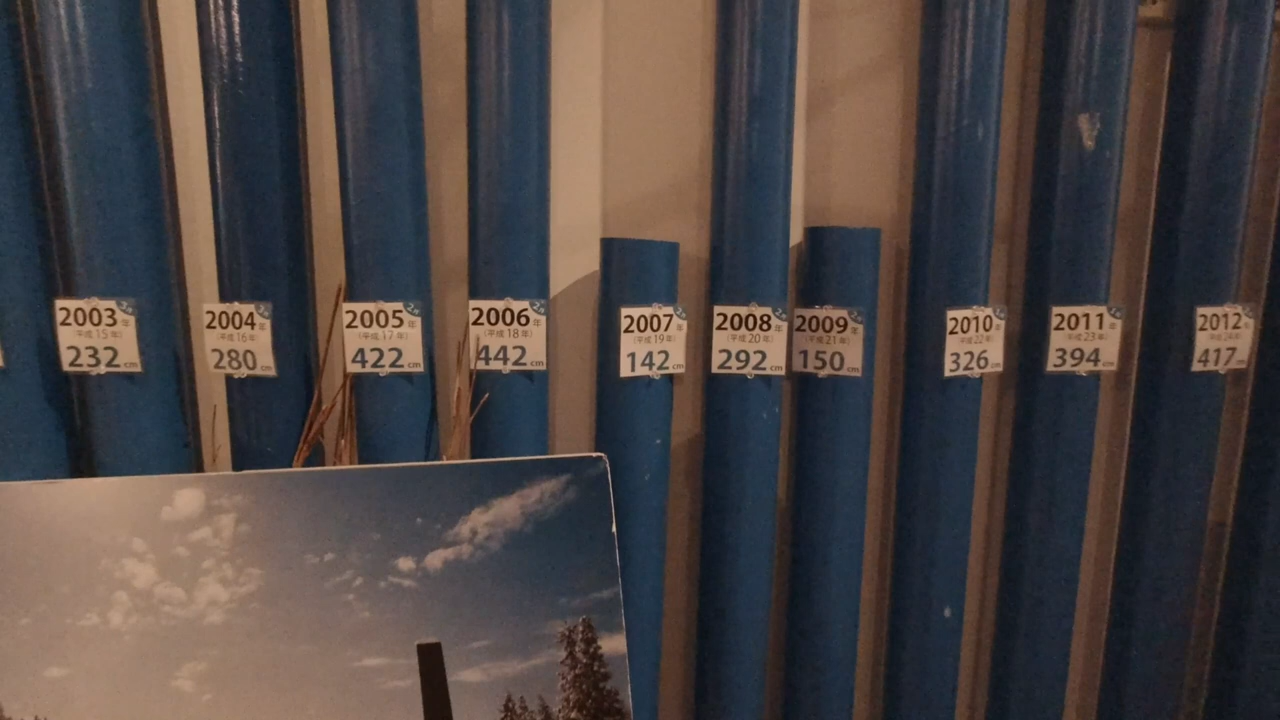 2003年
(平成15年)
232cm
2004年
(平成16年)
280cm
2005年
(平成17年)
422cm
2006年
(平成18年)
442cm
2007年
(平成19年)
142cm
2008年
(平成20年)
292cm
2009年
(平成21年)
150cm
2010年
(平成22年)
326cm
2011年
(平成23年)
394cm
2012年
(平成24年)
417cm